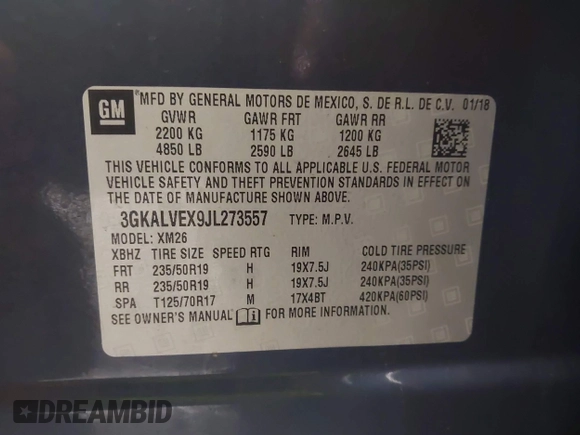 GM
MFD BY GENERAL MOTORS DE MEXICO, S. DE R.L. DE C.V. 01/18
GVWR GAWR FRT GAWR RR
2200 KG 1175 KG 1200 KG
4850 LB 2590 LB 2645 LB
THIS VEHICLE CONFORMS TO ALL APPLICABLE U.S. FEDERAL MOTOR
VEHICLE SAFETY AND THEFT PREVENTION STANDARDS IN EFFECT ON
THE DATE OF MANUFACTURE SHOWN ABOVE.
3GKALVEX9JL273557 TYPE: M.P.V.
MODEL: XM26
XBHZ TIRE SIZE SPEED RTG RIM COLD TIRE PRESSURE
FRT 235/50R19 H 19X7.5J 240KPA(35PSI)
RR 235/50R19 H 19X7.5J 240KPA(35PSI)
SPA T125/70R17 M 17X4BT 420KPA(60PSI)
SEE OWNER'S MANUAL FOR MORE INFORMATION.
DREAMBID